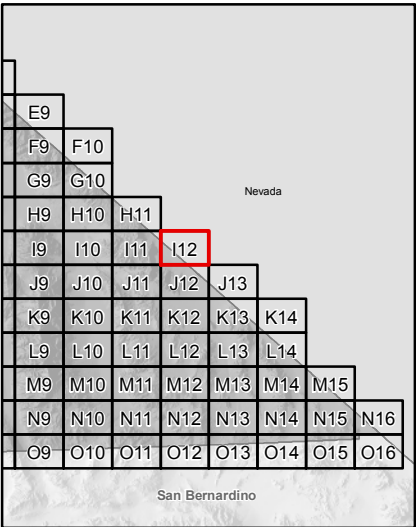 E9
F9 F10
G9 G10
Nevada
H9 H10 H11
I9 I10 I11 I12
J9 J10 J11 J12 J13
K9 K10 K11 K12 K13 K14
L9 L10 L11 L12 L13 L14
M9 M10 M11 M12 M13 M14 M15
N9 N10 N11 N12 N13 N14 N15 N16
O9 O10 O11 O12 O13 O14 O15 O16
San Bernardino